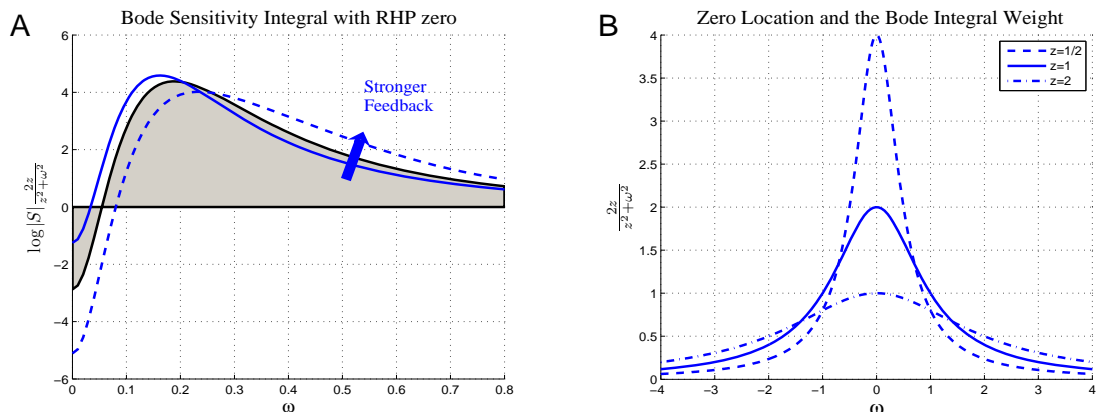 A
Bode Sensitivity Integral with RHP zero
6
4
2
0
−2
−4
−6
0
0.1
0.2
0.3
0.4
0.5
0.6
0.7
0.8
log |S| 2z / z² + ω²
ω
Stronger
Feedback
B
Zero Location and the Bode Integral Weight
4
3.5
3
2.5
2
1.5
1
0.5
0
−4
−3
−2
−1
0
1
2
3
4
2z / z² + ω²
ω
z=1/2
z=1
z=2